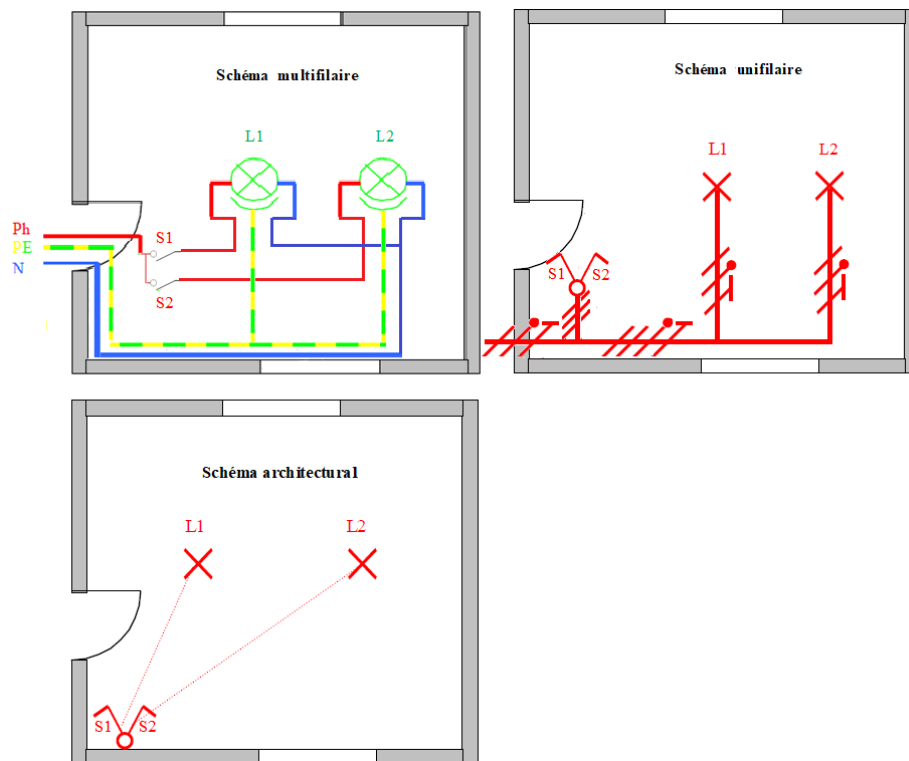 Schéma multifilaire
L1
L2
Ph
PE
N
S1
S2
Schéma unifilaire
L1
L2
S1
S2
Schéma architectural
L1
L2
S1
S2